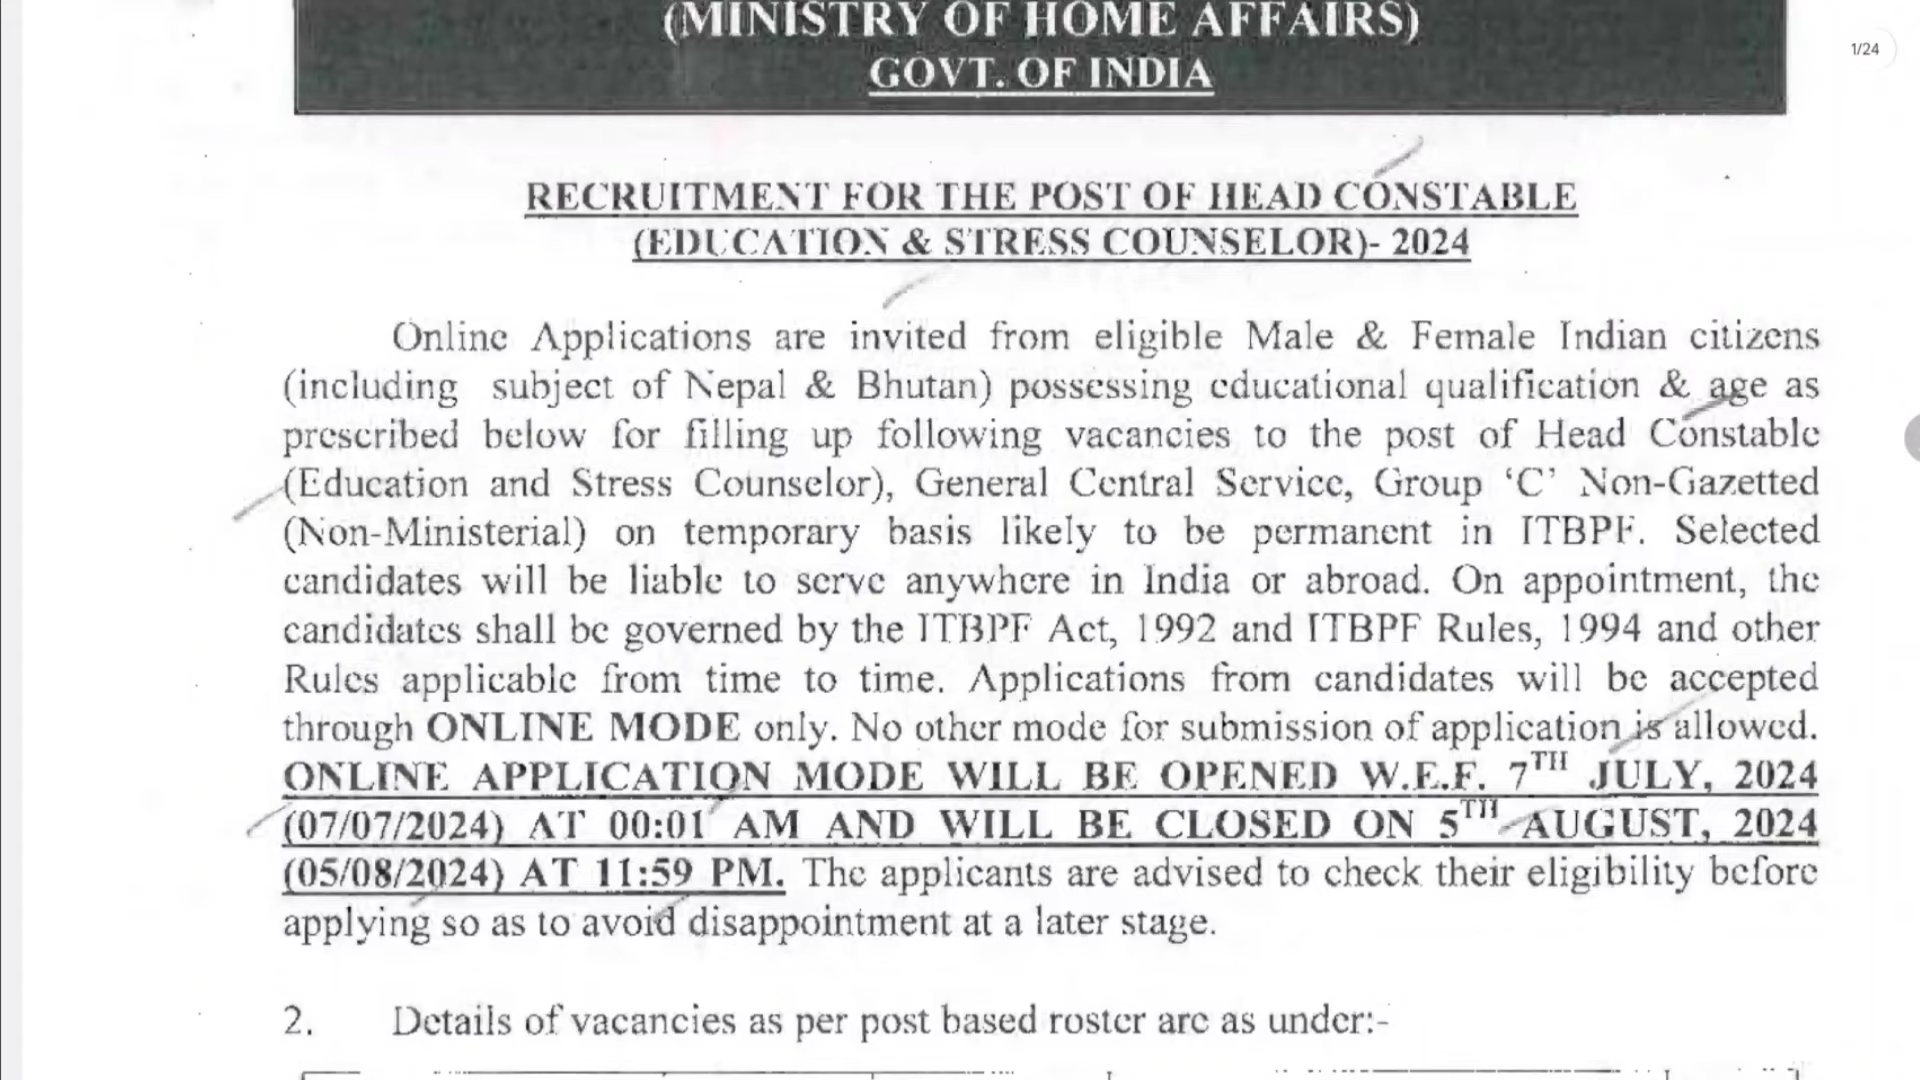 (MINISTRY OF HOME AFFAIRS)
GOVT. OF INDIA
1/24
RECRUITMENT FOR THE POST OF HEAD CONSTABLE
(EDUCATION & STRESS COUNSELOR)- 2024
Online Applications are invited from eligible Male & Female Indian citizens
(including subject of Nepal & Bhutan) possessing educational qualification & age as
prescribed below for filling up following vacancies to the post of Head Constable
(Education and Stress Counselor), General Central Service, Group ‘C’ Non-Gazetted
(Non-Ministerial) on temporary basis likely to be permanent in ITBPF. Selected
candidates will be liable to serve anywhere in India or abroad. On appointment, the
candidates shall be governed by the ITBPF Act, 1992 and ITBPF Rules, 1994 and other
Rules applicable from time to time. Applications from candidates will be accepted
through ONLINE MODE only. No other mode for submission of application is allowed.
ONLINE APPLICATION MODE WILL BE OPENED W.E.F. 7TH JULY, 2024
(07/07/2024) AT 00:01 AM AND WILL BE CLOSED ON 5TH AUGUST, 2024
(05/08/2024) AT 11:59 PM. The applicants are advised to check their eligibility before
applying so as to avoid disappointment at a later stage.
2. Details of vacancies as per post based roster are as under:-